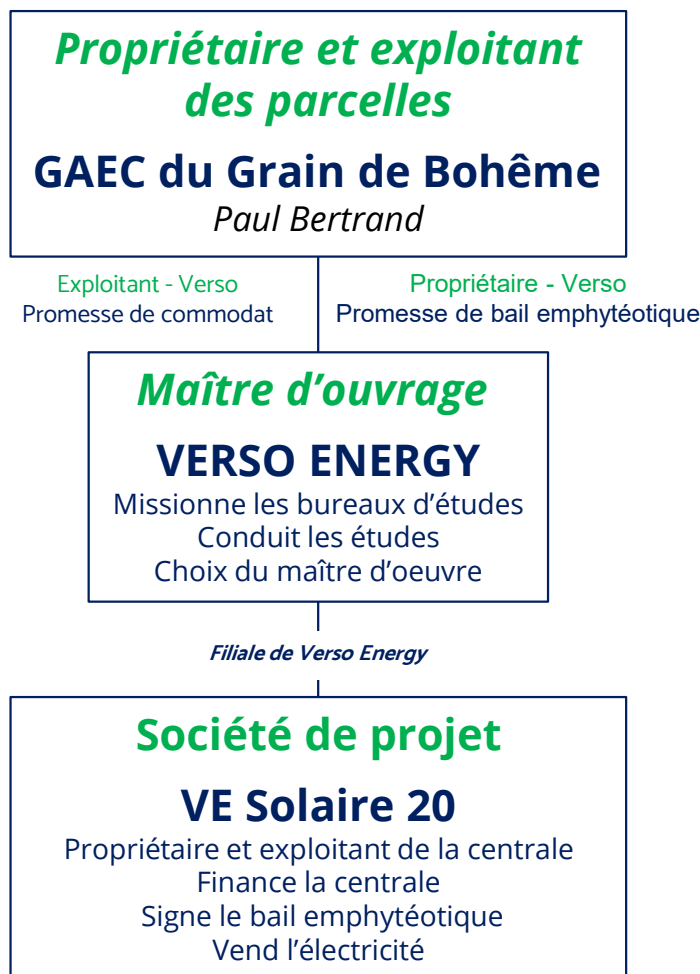 Propriétaire et exploitant
des parcelles
GAEC du Grain de Bohême
Paul Bertrand
Exploitant - Verso
Promesse de commodat
Propriétaire - Verso
Promesse de bail emphytéotique
Maître d'ouvrage
VERSO ENERGY
Missionne les bureaux d'études
Conduit les études
Choix du maître d'oeuvre
Filiale de Verso Energy
Société de projet
VE Solaire 20
Propriétaire et exploitant de la centrale
Finance la centrale
Signe le bail emphytéotique
Vend l'électricité